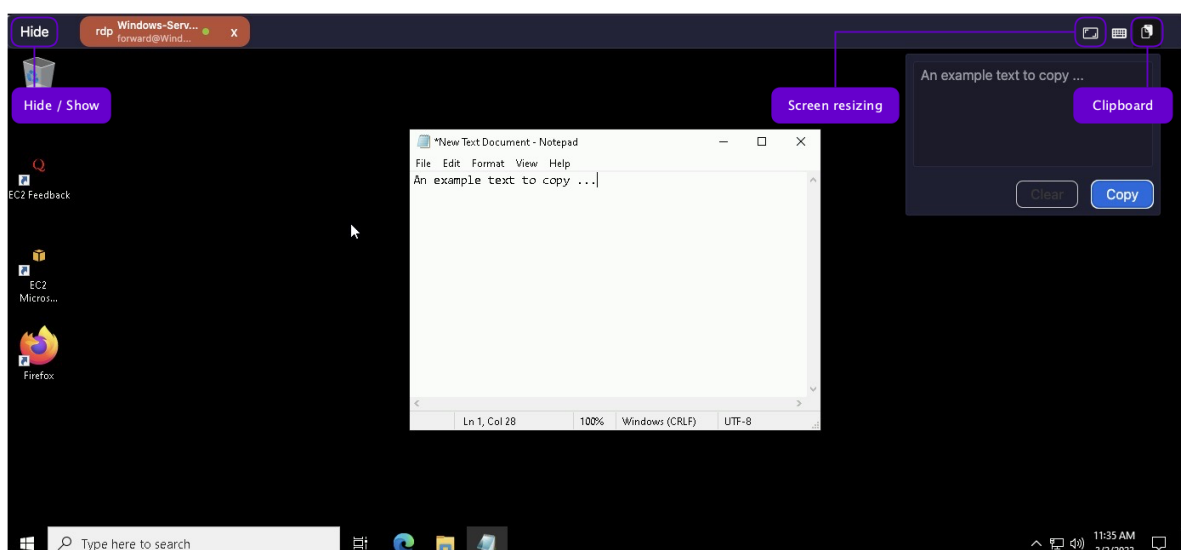 Hide
rdp Windows-Serv... x
forward@Wind...
Hide / Show
Screen resizing
Clipboard
An example text to copy ...
Clear
Copy
EC2 Feedback
EC2
Micros...
Firefox
*New Text Document - Notepad
File Edit Format View Help
An example text to copy ...
Ln 1, Col 28 100% Windows (CRLF) UTF-8
Type here to search
11:35 AM